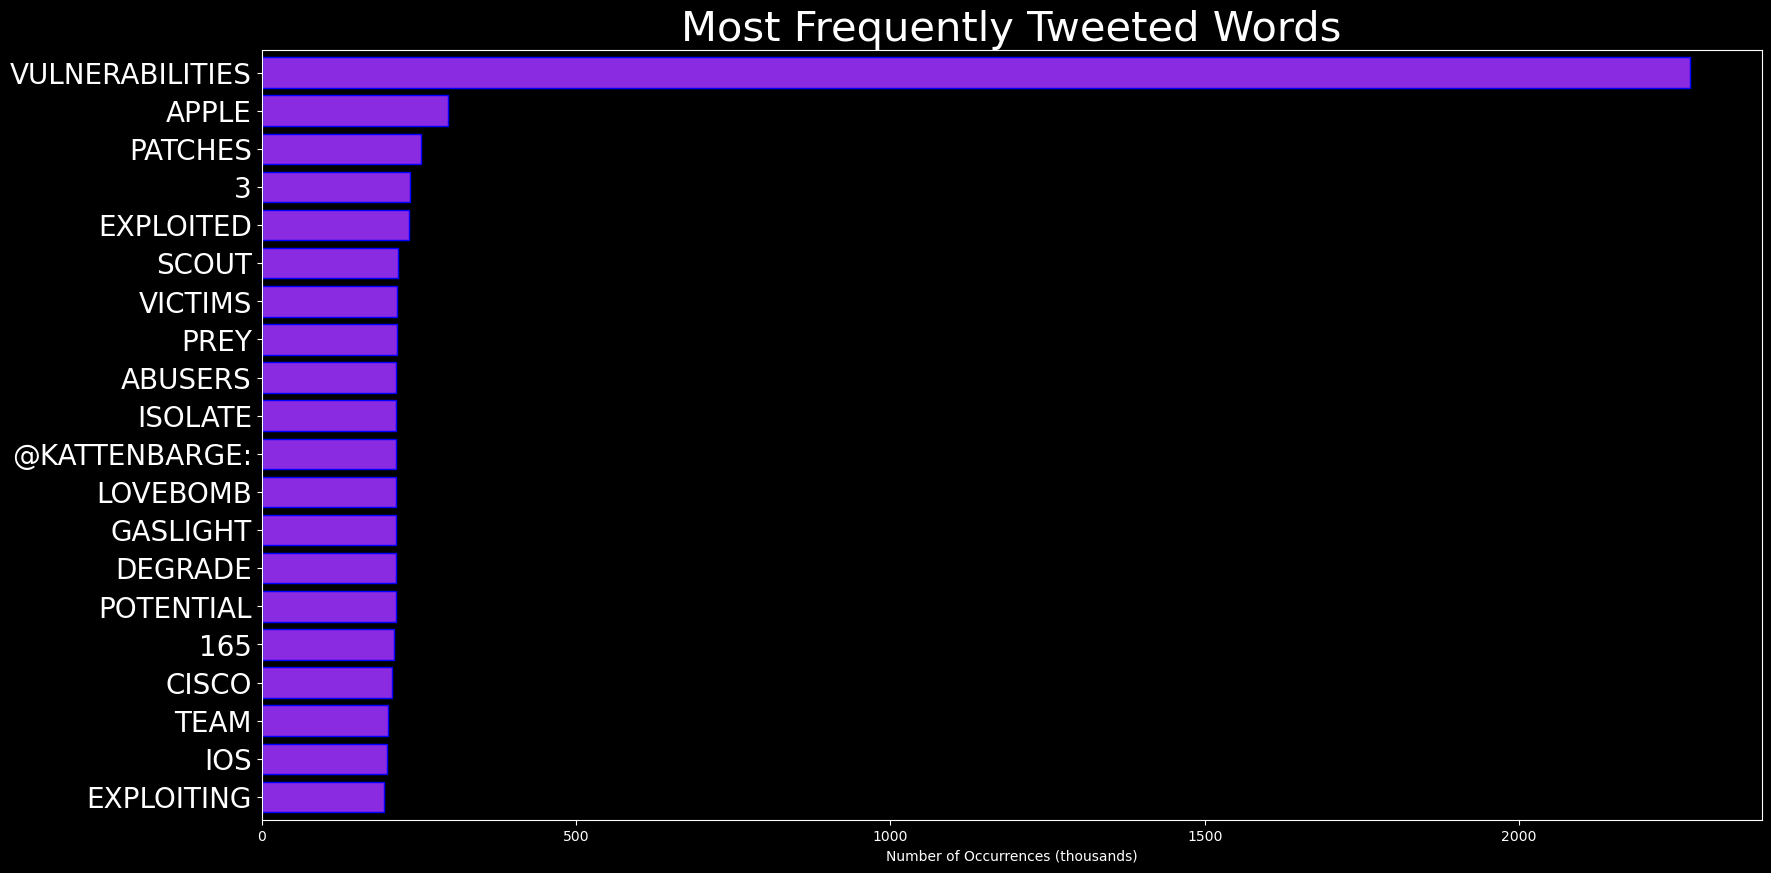 Most Frequently Tweeted Words
VULNERABILITIES
APPLE
PATCHES
3
EXPLOITED
SCOUT
VICTIMS
PREY
ABUSERS
ISOLATE
@KATTENBARGE:
LOVEBOMB
GASLIGHT
DEGRADE
POTENTIAL
165
CISCO
TEAM
IOS
EXPLOITING
0 500 1000 1500 2000
Number of Occurrences (thousands)